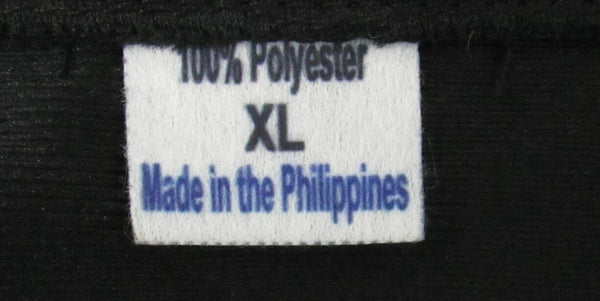 100% Polyester
XL
Made in the Philippines